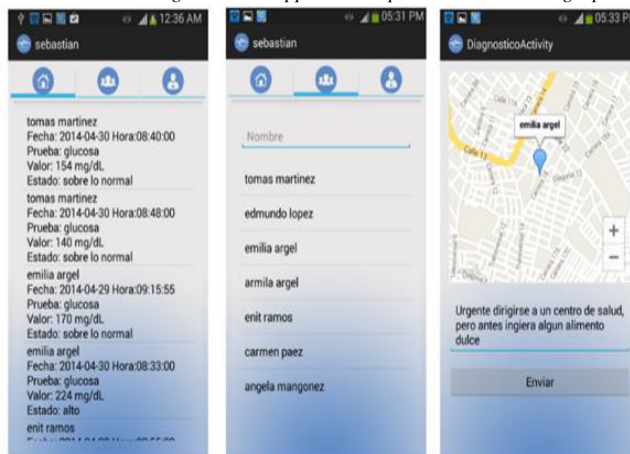 12:36 AM
sebastian
tomas martinez
Fecha: 2014-04-30 Hora:08:40:00
Prueba: glucosa
Valor: 154 mg/dL
Estado: sobre lo normal
tomas martinez
Fecha: 2014-04-30 Hora:08:48:00
Prueba: glucosa
Valor: 140 mg/dL
Estado: sobre lo normal
emilia argel
Fecha: 2014-04-29 Hora:09:15:55
Prueba: glucosa
Valor: 170 mg/dL
Estado: sobre lo normal
emilia argel
Fecha: 2014-04-30 Hora:08:33:00
Prueba: glucosa
Valor: 224 mg/dL
Estado: alto
enit ramos
05:31 PM
sebastian
Nombre
tomas martinez
edmundo lopez
emilia argel
armila argel
enit ramos
carmen paez
angela mangonez
05:33
DiagnosticoActivity
emilia argel
Calle 13
+
−
Urgente dirigirse a un centro de salud,
pero antes ingiera algun alimento
dulce
Enviar